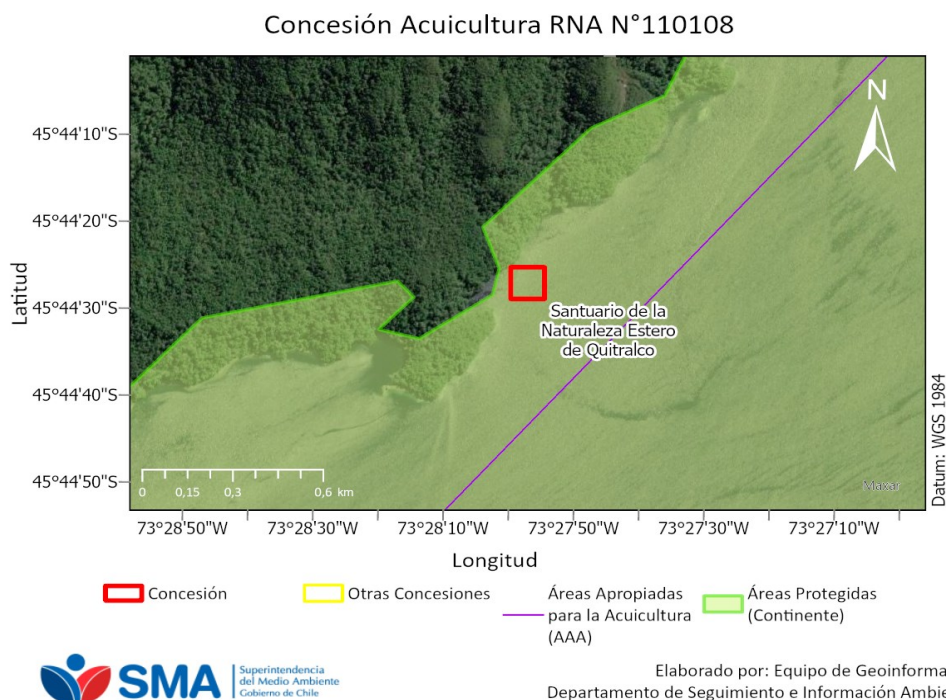 Concesión Acuicultura RNA N°110108
N
45°44'10"S
45°44'20"S
45°44'30"S
45°44'40"S
45°44'50"S
Latitud
Santuario de la
Naturaleza Estero
de Quitralco
Datum: WGS 1984
0 0,15 0,3 0,6 km
Maxar
73°28'50"W 73°28'30"W 73°28'10"W 73°27'50"W 73°27'30"W 73°27'10"W
Longitud
Concesión
Otras Concesiones
Áreas Apropiadas
para la Acuicultura
(AAA)
Áreas Protegidas
(Continente)
SMA
Superintendencia
del Medio Ambiente
Gobierno de Chile
Elaborado por: Equipo de Geoinforma
Departamento de Seguimiento e Información Ambie